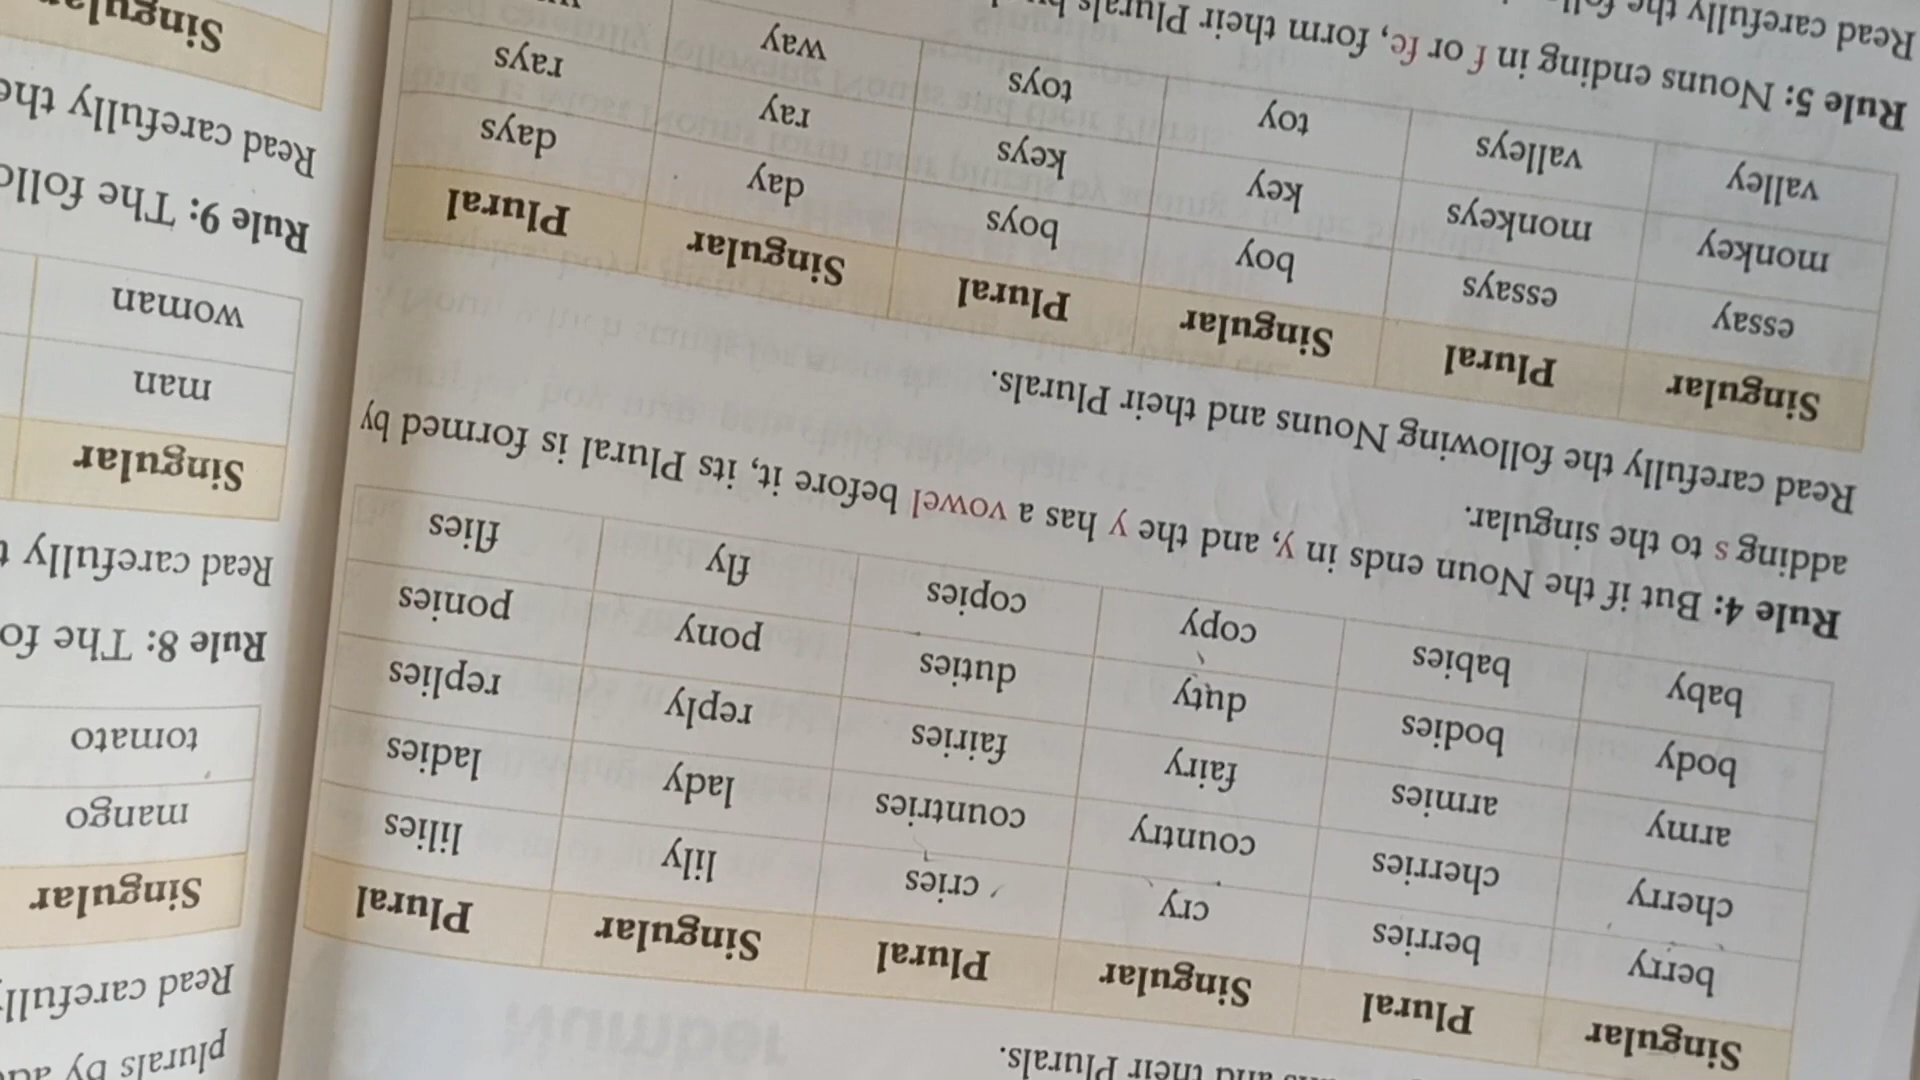 and their Plurals.
Singular Plural Singular Plural Singular Plural
berry berries cry cries lily lilies
cherry cherries country countries lady ladies
army armies fairy fairies reply replies
body bodies duty duties pony ponies
baby babies copy copies fly flies
Rule 4: But if the Noun ends in y, and the y has a vowel before it, its Plural is formed by
adding s to the singular.
Read carefully the following Nouns and their Plurals.
Singular Plural Singular Plural Singular Plural
essay essays boy boys day days
monkey monkeys key keys ray rays
valley valleys toy toys way
Rule 5: Nouns ending in f or fe, form their Plurals
Read carefully the
plurals by
Read carefull
Singular
mango
tomato
Rule 8: The fo
Read carefully t
Singular
man
woman
Rule 9: The follo
Read carefully the
Singular